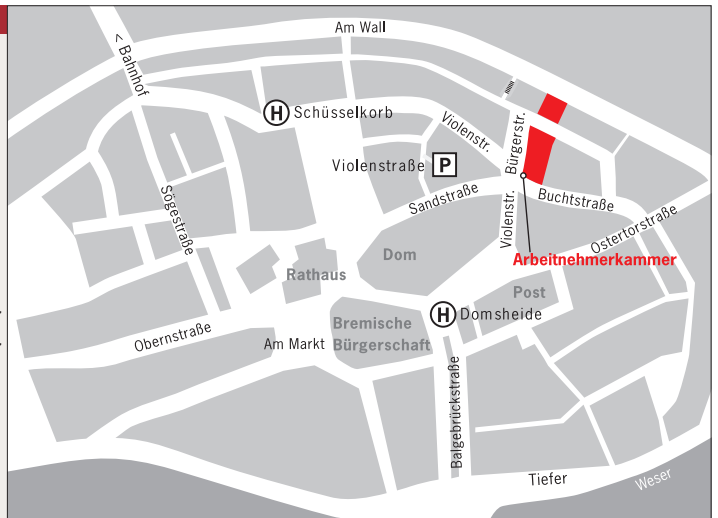 Am Wall
< Bahnhof
H Schüsselkorb
Violenstr.
Bürgerstr.
Violenstraße P
Sögestraße
Sandstraße
Buchtstraße
Violenstr.
Ostertorstraße
Dom
Arbeitnehmerkammer
Rathaus
Post
H Domsheide
Obernstraße
Am Markt
Bremische
Bürgerschaft
Balgebrückstraße
Tiefer
Weser